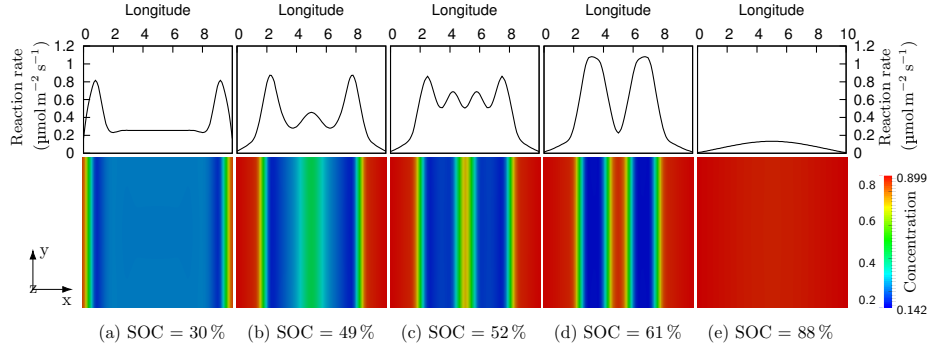 Longitude Longitude Longitude Longitude Longitude
0 2 4 6 8 0 2 4 6 8 0 2 4 6 8 0 2 4 6 8 0 2 4 6 8 10
Reaction rate
(µmol m−2 s−1)
1.2 1.2
1 1
0.8 0.8
0.6 0.6
0.4 0.4
0.2 0.2
0 0
Reaction rate
(µmol m−2 s−1)
y
z x
0.899
0.8
0.6
0.4
0.2
0.142
Concentration
(a) SOC = 30 % (b) SOC = 49 % (c) SOC = 52 % (d) SOC = 61 % (e) SOC = 88 %